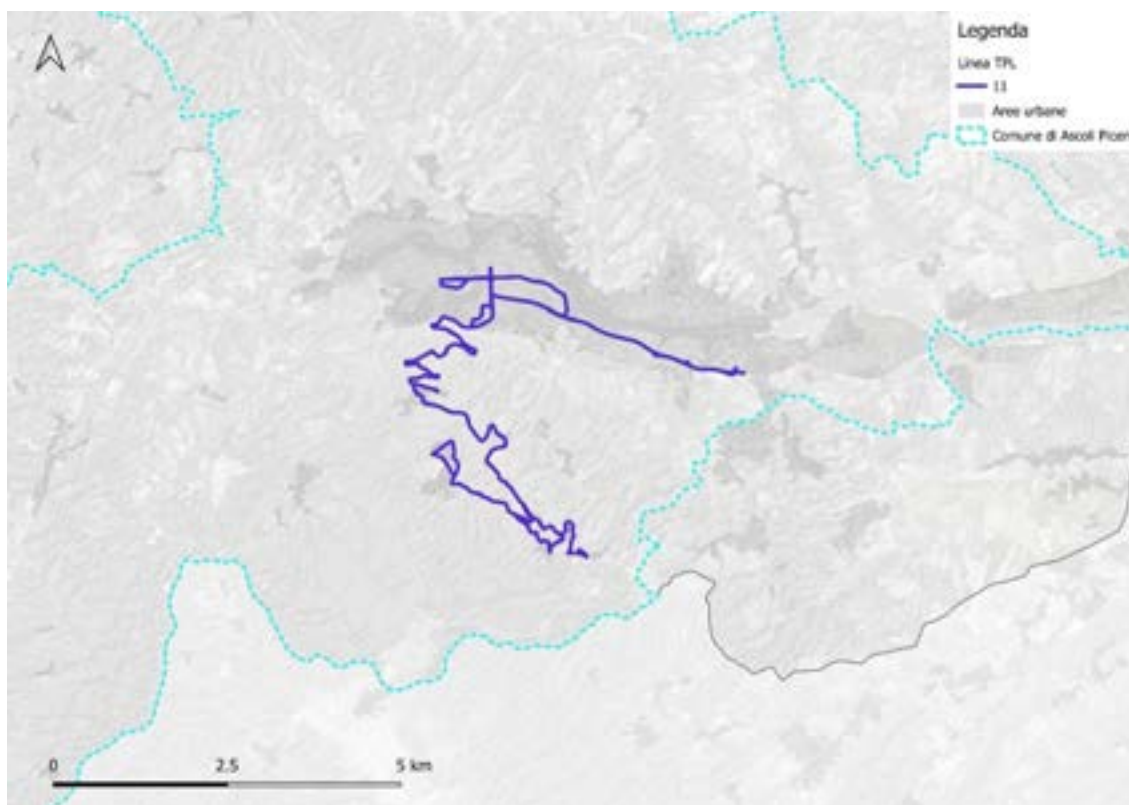 Legenda
Linea TPL
11
Aree urbane
Comune di Ascoli Picen
0 2.5 5 km